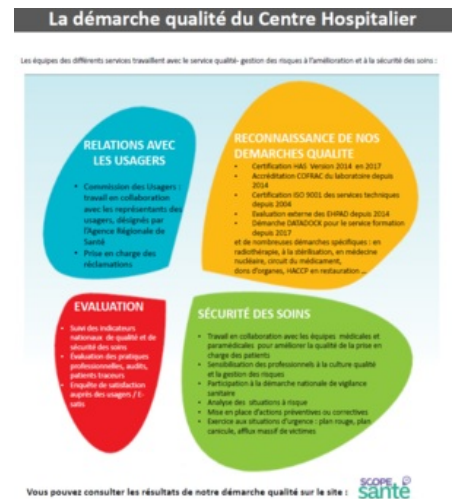 La démarche qualité du Centre Hospitalier
Les équipes des différents services travaillent avec le service qualité- gestion des risques à l'amélioration et à la sécurité des soins :
RELATIONS AVEC
LES USAGERS
• Commission des Usagers :
travail en collaboration
avec les représentants des
usagers, désignés par
l'Agence Régionale de
Santé
• Prise en charge des
réclamations
RECONNAISSANCE DE NOS
DEMARCHES QUALITE
• Certification HAS Version 2014 en 2017
• Accréditation COFRAC du laboratoire depuis
2014
• Certification ISO 9001 des services techniques
depuis 2004
• Evaluation externe des EHPAD depuis 2014
• Démarche DATADOCK pour le service formation
depuis 2017
et de nombreuses démarches spécifiques : en
radiothérapie, à la stérilisation, en médecine
nucléaire, circuit du médicament,
dons d'organes, HACCP en restauration ...
EVALUATION
• Suivi des indicateurs
nationaux de qualité et de
sécurité des soins
• Évaluation des pratiques
professionnelles, audits,
patients traceurs
• Enquête de satisfaction
auprès des usagers / E-
satis
SÉCURITÉ DES SOINS
• Travail en collaboration avec les équipes médicales et
paramédicales pour améliorer la qualité de la prise en
charge des patients
• Sensibilisation des professionnels à la culture qualité
et la gestion des risques
• Participation à la démarche nationale de vigilance
sanitaire
• Analyse des situations à risque
• Mise en place d'actions préventives ou correctives
• Exercice aux situations d'urgence : plan rouge, plan
canicule, afflux massif de victimes
Vous pouvez consulter les résultats de notre démarche qualité sur le site :
SCOPE
santé